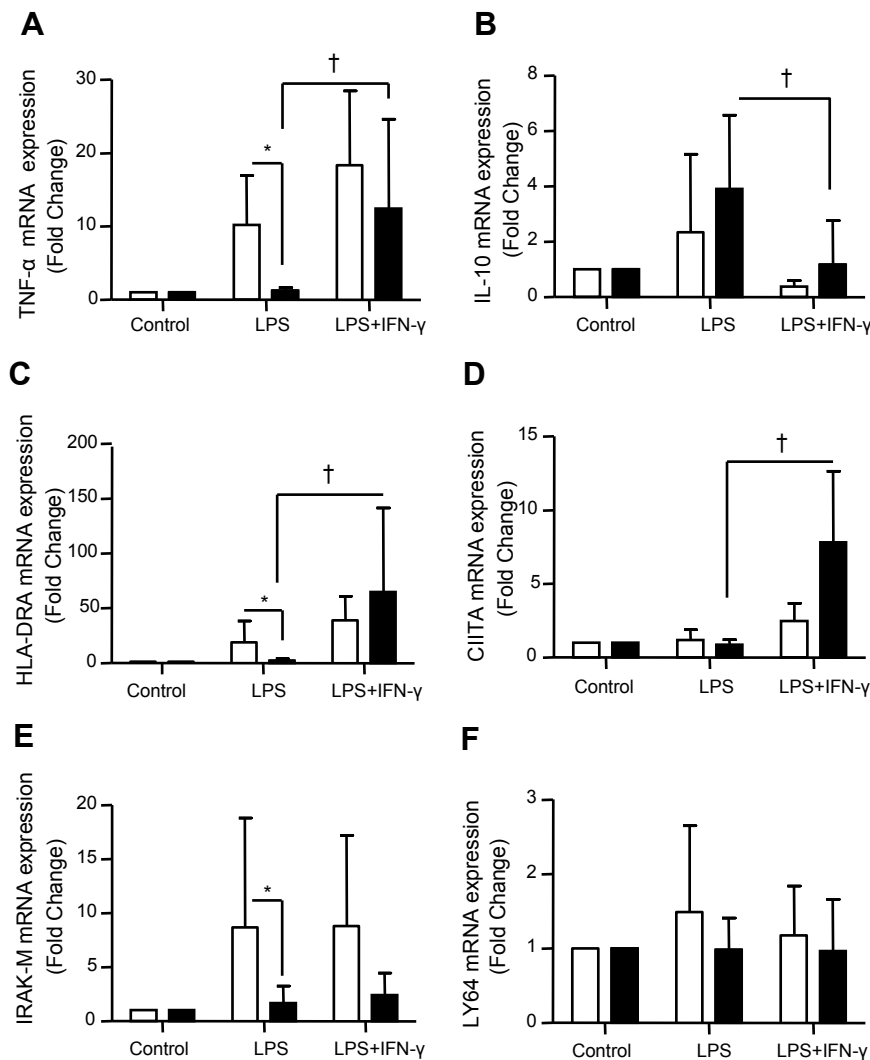 A
TNF-α mRNA expression
(Fold Change)
30
20
10
0
*
†
Control
LPS
LPS+IFN-γ
B
IL-10 mRNA expression
(Fold Change)
8
6
4
2
0
†
Control
LPS
LPS+IFN-γ
C
HLA-DRA mRNA expression
(Fold Change)
200
150
100
50
0
*
†
Control
LPS
LPS+IFN-γ
D
CIITA mRNA expression
(Fold Change)
15
10
5
0
†
Control
LPS
LPS+IFN-γ
E
IRAK-M mRNA expression
(Fold Change)
20
15
10
5
0
*
Control
LPS
LPS+IFN-γ
F
LY64 mRNA expression
(Fold Change)
3
2
1
0
Control
LPS
LPS+IFN-γ